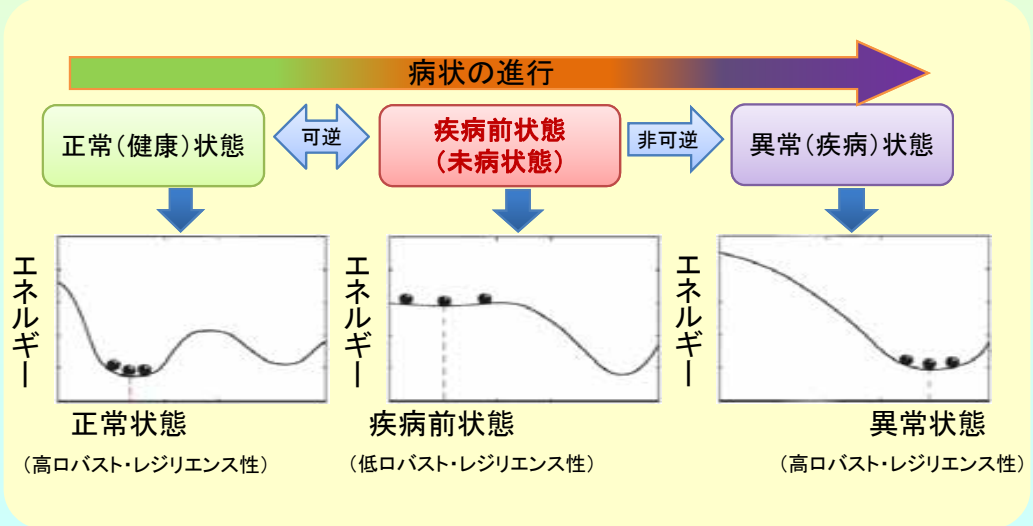 病状の進行
正常(健康)状態
可逆
疾病前状態
(未病状態)
非可逆
異常(疾病)状態
エネルギー
エネルギー
エネルギー
正常状態
疾病前状態
異常状態
(高ロバスト・レジリエンス性)
(低ロバスト・レジリエンス性)
(高ロバスト・レジリエンス性)